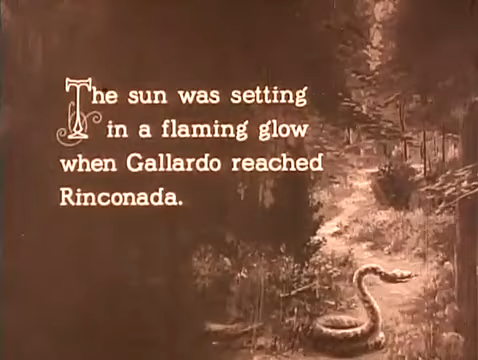 The sun was setting
in a flaming glow
when Gallardo reached
Rinconada.